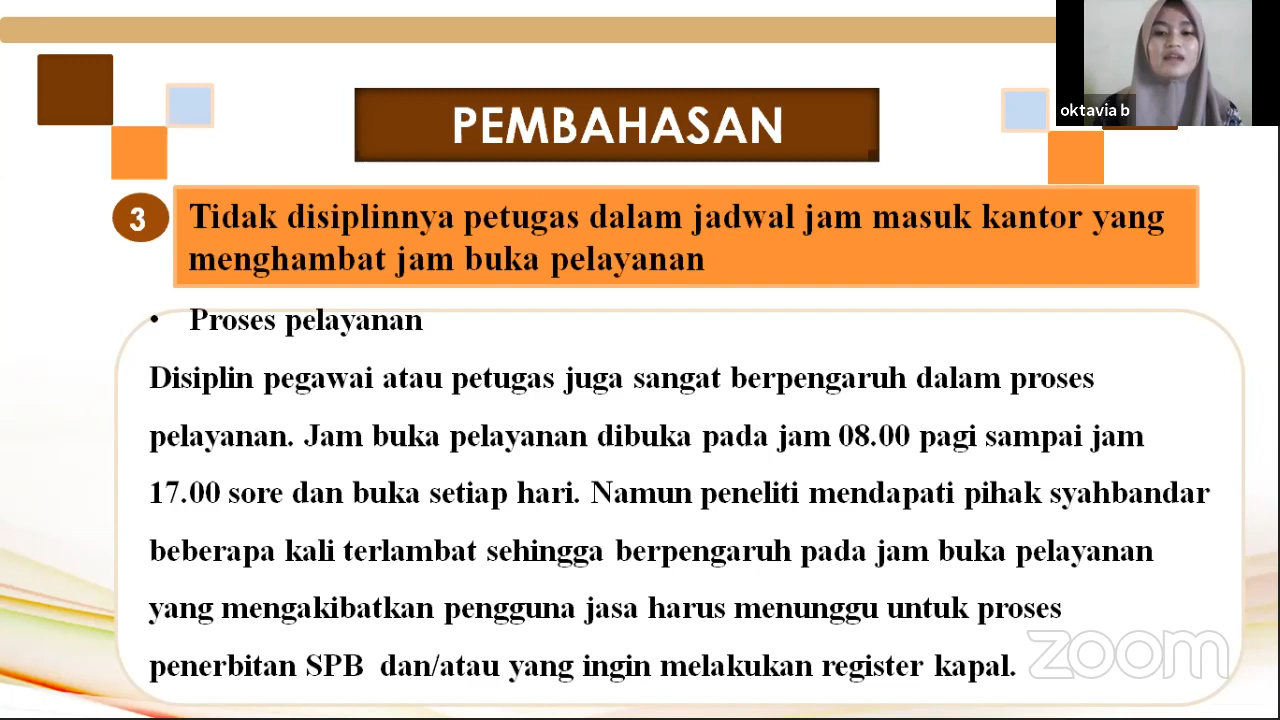 PEMBAHASAN
oktavia b
3
Tidak disiplinnya petugas dalam jadwal jam masuk kantor yang
menghambat jam buka pelayanan
• Proses pelayanan
Disiplin pegawai atau petugas juga sangat berpengaruh dalam proses
pelayanan. Jam buka pelayanan dibuka pada jam 08.00 pagi sampai jam
17.00 sore dan buka setiap hari. Namun peneliti mendapati pihak syahbandar
beberapa kali terlambat sehingga berpengaruh pada jam buka pelayanan
yang mengakibatkan pengguna jasa harus menunggu untuk proses
penerbitan SPB dan/atau yang ingin melakukan register kapal.
zoom